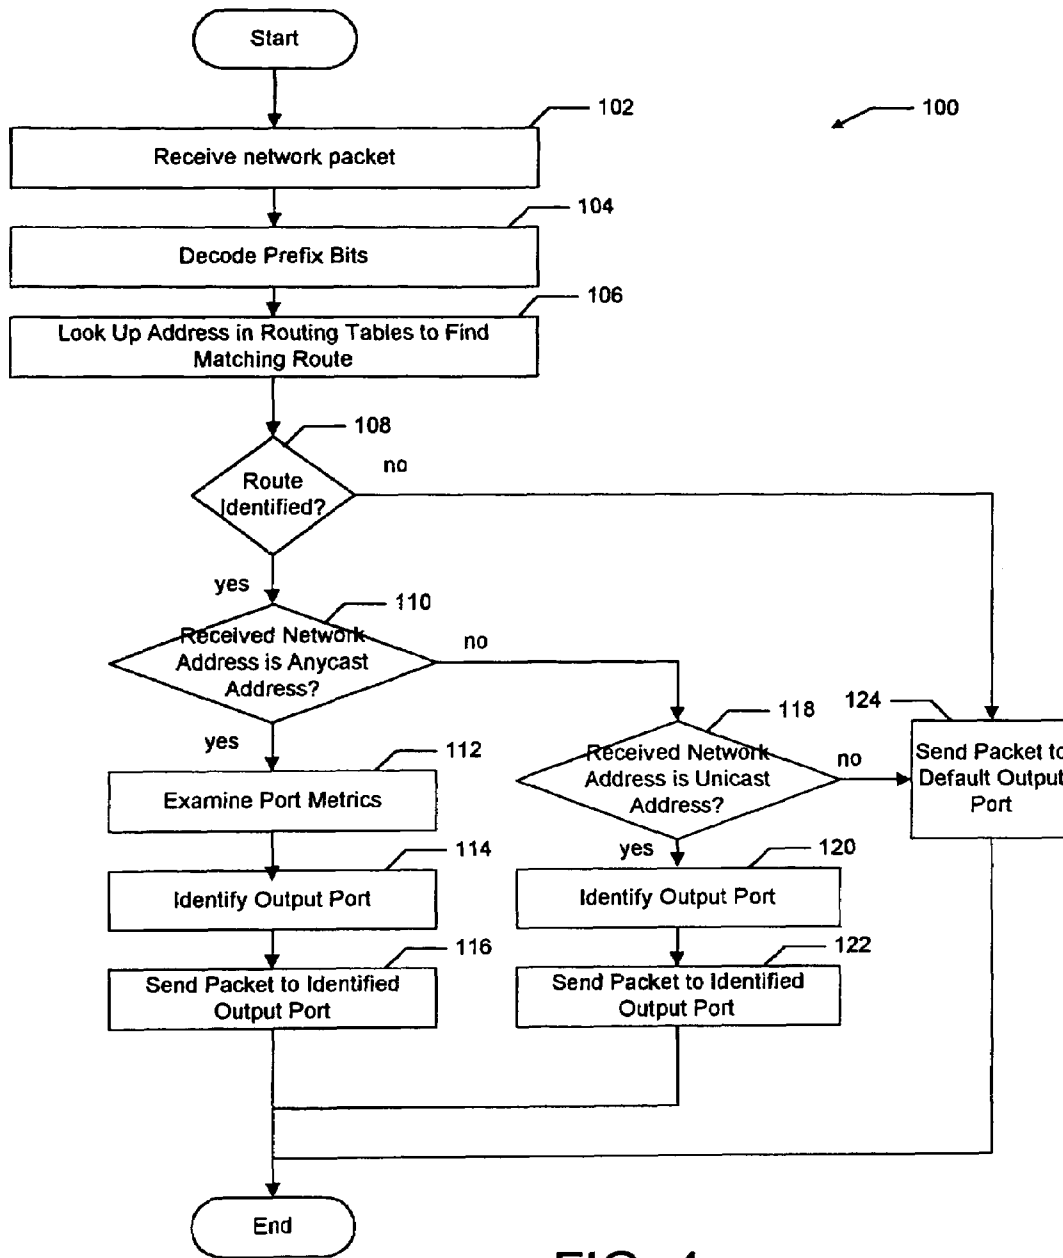 Start
102
100
Receive network packet
104
Decode Prefix Bits
106
Look Up Address in Routing Tables to Find
Matching Route
108
Route
Identified?
no
yes
110
Received Network
Address is Anycast
Address?
no
yes
118
Received Network
Address is Unicast
Address?
no
yes
124
Send Packet to
Default Output
Port
112
Examine Port Metrics
114
Identify Output Port
116
Send Packet to Identified
Output Port
120
Identify Output Port
122
Send Packet to Identified
Output Port
End